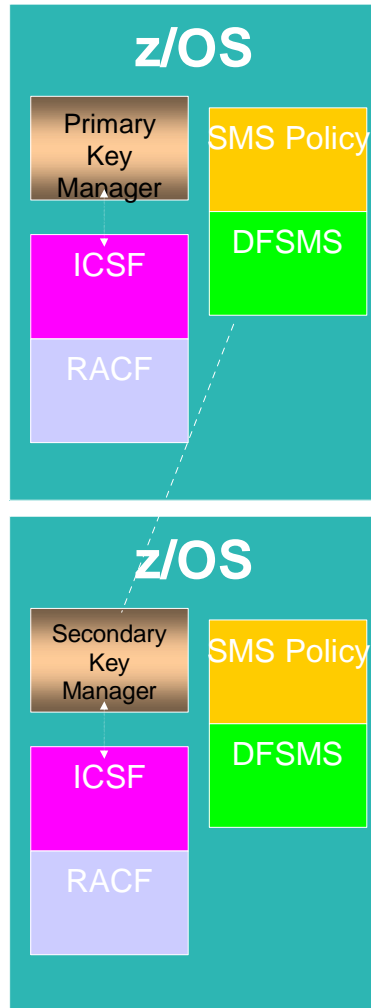 z/OS
Primary
Key
Manager
SMS Policy
DFSMS
ICSF
RACF
z/OS
Secondary
Key
Manager
SMS Policy
DFSMS
ICSF
RACF